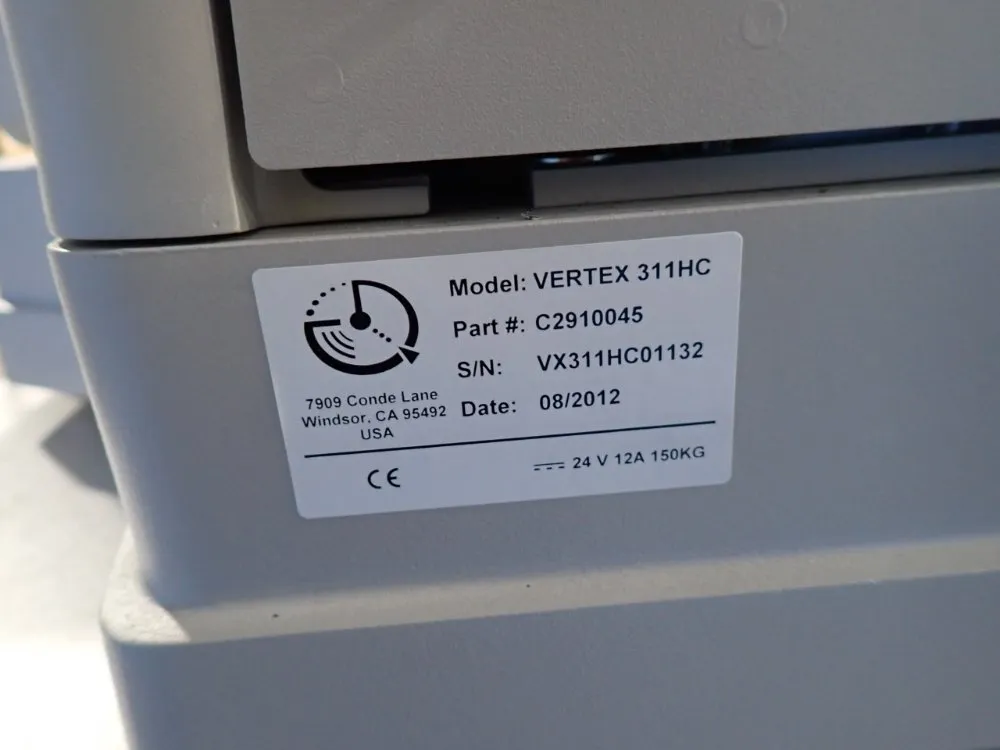 Model: VERTEX 311HC
Part #: C2910045
S/N: VX311HC01132
Date: 08/2012
7909 Conde Lane
Windsor, CA 95492
USA
CE
24 V 12A 150KG